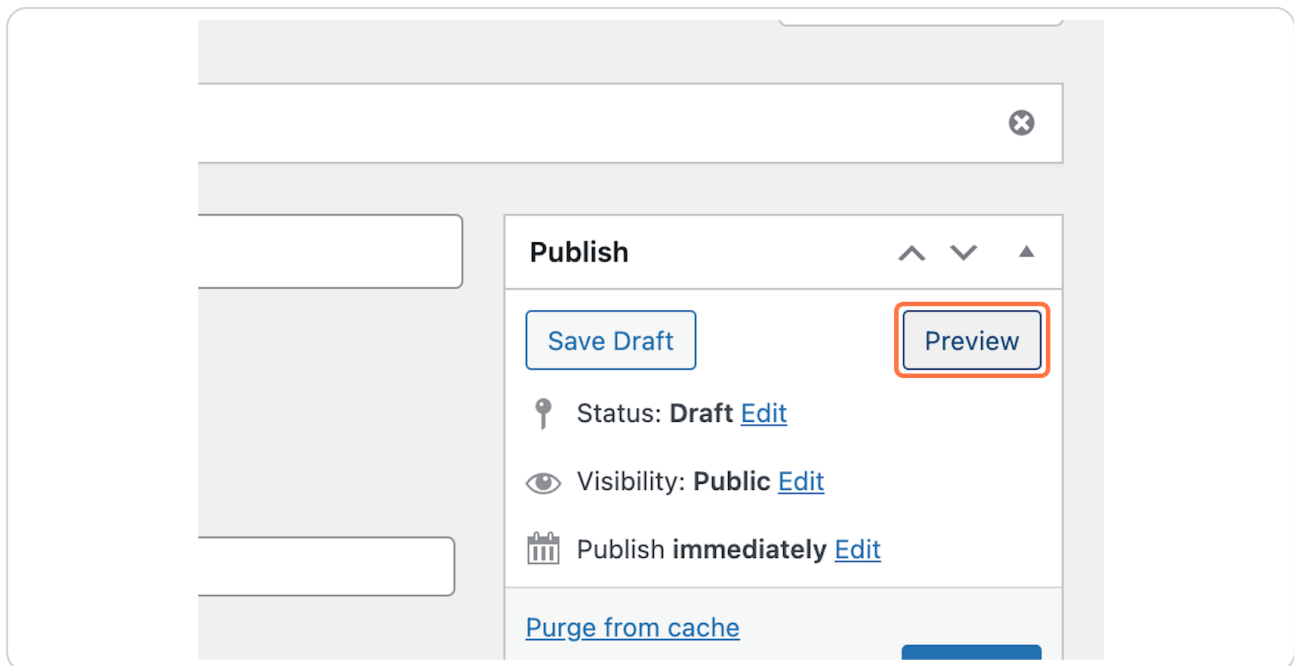 Publish
Save Draft Preview
Status: Draft Edit
Visibility: Public Edit
Publish immediately Edit
Purge from cache